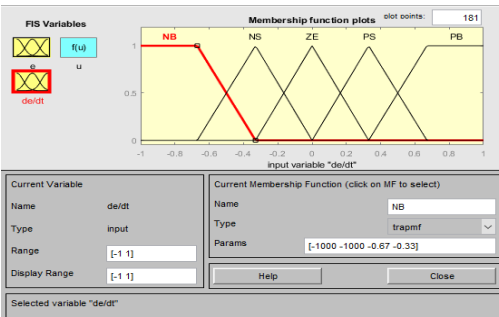 FIS Variables
Membership function plots
plot points:
181
f(u)
e
u
de/dt
NB
NS
ZE
PS
PB
1
0.5
0
-1
-0.8
-0.6
-0.4
-0.2
0
0.2
0.4
0.6
0.8
1
input variable "de/dt"
Current Variable
Name
de/dt
Type
input
Range
[-1 1]
Display Range
[-1 1]
Current Membership Function (click on MF to select)
Name
NB
Type
trapmf
Params
[-1000 -1000 -0.67 -0.33]
Help
Close
Selected variable "de/dt"